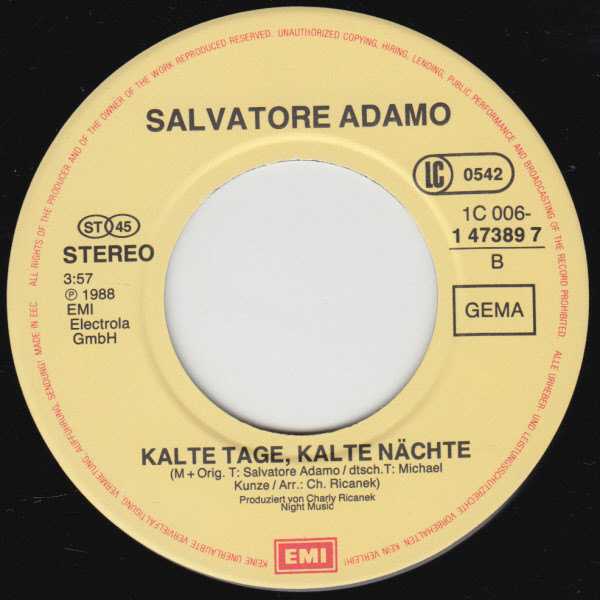 ALL RIGHTS OF THE PRODUCER AND OF THE OWNER OF THE WORK REPRODUCED RESERVED. UNAUTHORIZED COPYING, HIRING, LENDING, PUBLIC PERFORMANCE AND BROADCASTING OF THE RECORD PROHIBITED.
ALLE URHEBER- UND LEISTUNGSSCHUTZRECHTE VORBEHALTEN KEIN VERLEIH! KEINE UNERLAUBTE VERVIELFÄLTIGUNG, VERMIETUNG, AUFFÜHRUNG, SENDUNG! MADE IN EEC
SALVATORE ADAMO
LC 0542
ST 45
STEREO
3:57
℗ 1988
EMI
Electrola
GmbH
1C 006-
1 47389 7
B
GEMA
KALTE TAGE, KALTE NÄCHTE
(M + Orig. T: Salvatore Adamo / dtsch.T: Michael
Kunze / Arr.: Ch. Ricanek)
Produziert von Charly Ricanek
Night Music
EMI